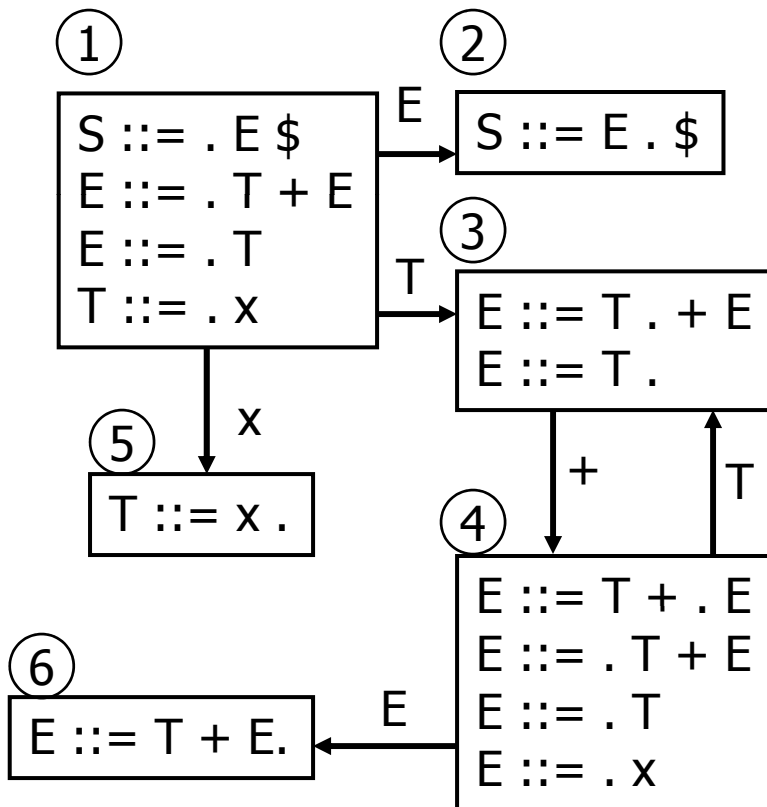 1
S ::= . E $
E ::= . T + E
E ::= . T
T ::= . x
E
2
S ::= E . $
T
3
E ::= T . + E
E ::= T .
x
5
T ::= x .
+
T
4
E ::= T + . E
E ::= . T + E
E ::= . T
E ::= . x
E
6
E ::= T + E.